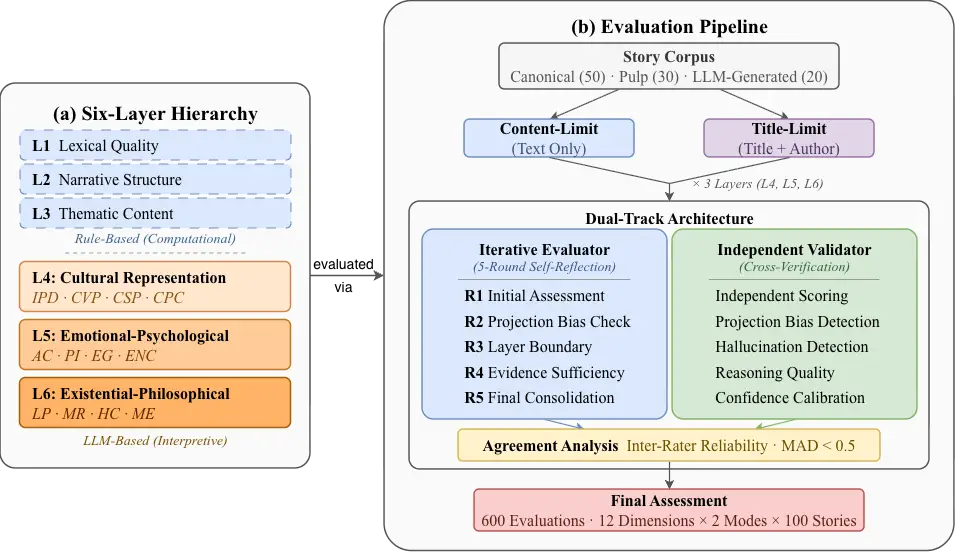 (a) Six-Layer Hierarchy
L1 Lexical Quality
L2 Narrative Structure
L3 Thematic Content
Rule-Based (Computational)
L4: Cultural Representation
IPD · CVP · CSP · CPC
L5: Emotional-Psychological
AC · PI · EG · ENC
L6: Existential-Philosophical
LP · MR · HC · ME
LLM-Based (Interpretive)
evaluated
via
(b) Evaluation Pipeline
Story Corpus
Canonical (50) · Pulp (30) · LLM-Generated (20)
Content-Limit
(Text Only)
Title-Limit
(Title + Author)
× 3 Layers (L4, L5, L6)
Dual-Track Architecture
Iterative Evaluator
(5-Round Self-Reflection)
R1 Initial Assessment
R2 Projection Bias Check
R3 Layer Boundary
R4 Evidence Sufficiency
R5 Final Consolidation
Independent Validator
(Cross-Verification)
Independent Scoring
Projection Bias Detection
Hallucination Detection
Reasoning Quality
Confidence Calibration
Agreement Analysis Inter-Rater Reliability · MAD < 0.5
Final Assessment
600 Evaluations · 12 Dimensions × 2 Modes × 100 Stories